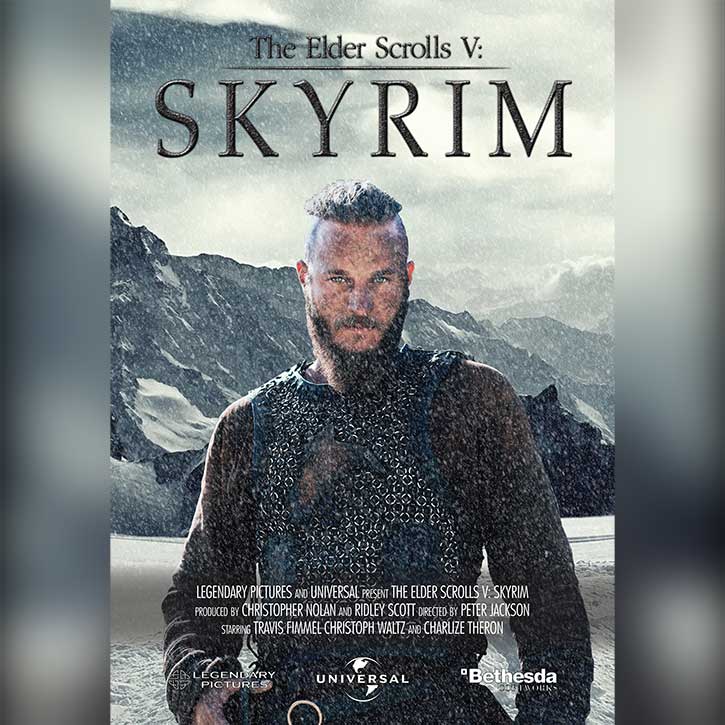 The Elder Scrolls V:
SKYRIM
LEGENDARY PICTURES AND UNIVERSAL PRESENT THE ELDER SCROLLS V: SKYRIM
PRODUCED BY CHRISTOPHER NOLAN AND RIDLEY SCOTT DIRECTED BY PETER JACKSON
STARRING TRAVIS FIMMEL CHRISTOPH WALTZ AND CHARLIZE THERON
LEGENDARY
PICTURES
UNIVERSAL
Bethesda